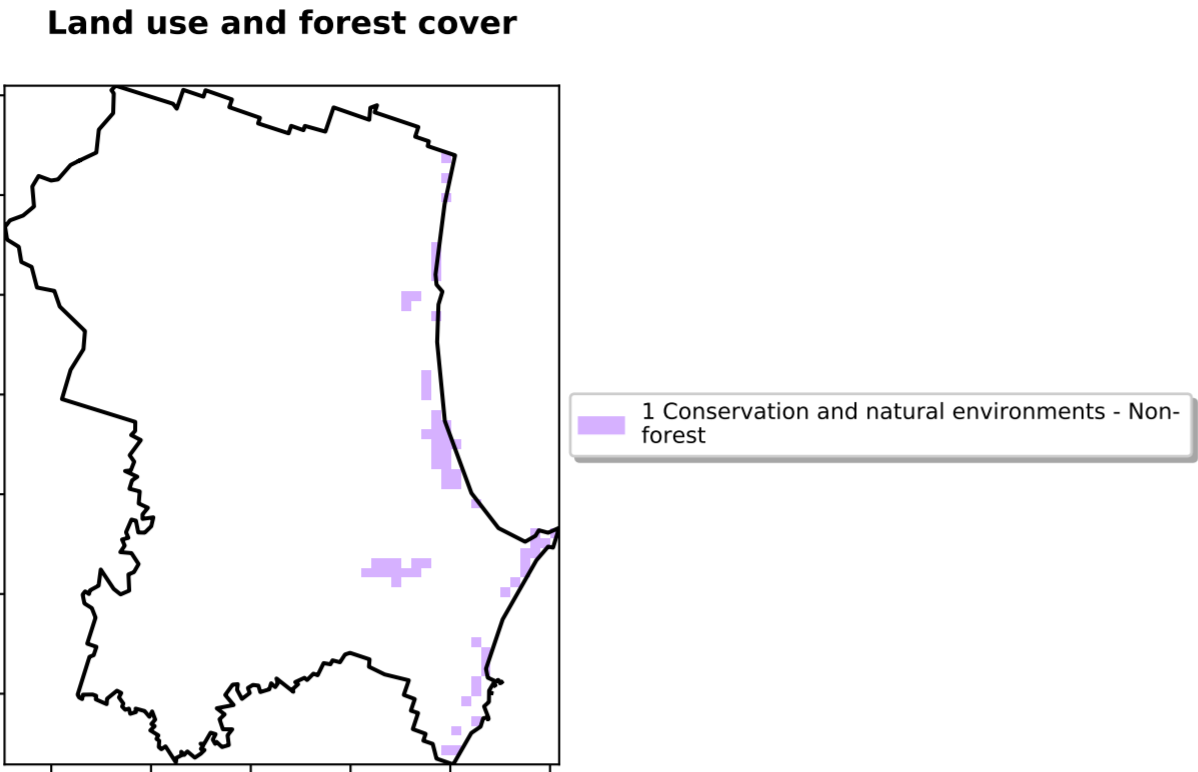 Land use and forest cover
1 Conservation and natural environments - Non-
forest